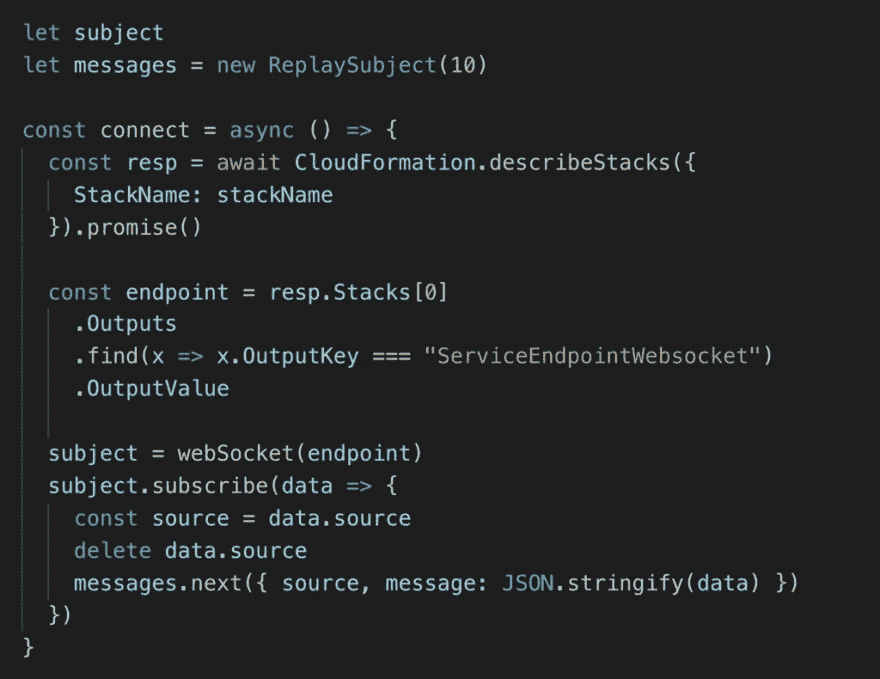 let subject
let messages = new ReplaySubject(10)
const connect = async () => {
const resp = await CloudFormation.describeStacks({
StackName: stackName
}).promise()
const endpoint = resp.Stacks[0]
.Outputs
.find(x => x.OutputKey === "ServiceEndpointWebsocket")
.OutputValue
subject = webSocket(endpoint)
subject.subscribe(data => {
const source = data.source
delete data.source
messages.next({ source, message: JSON.stringify(data) })
})
}